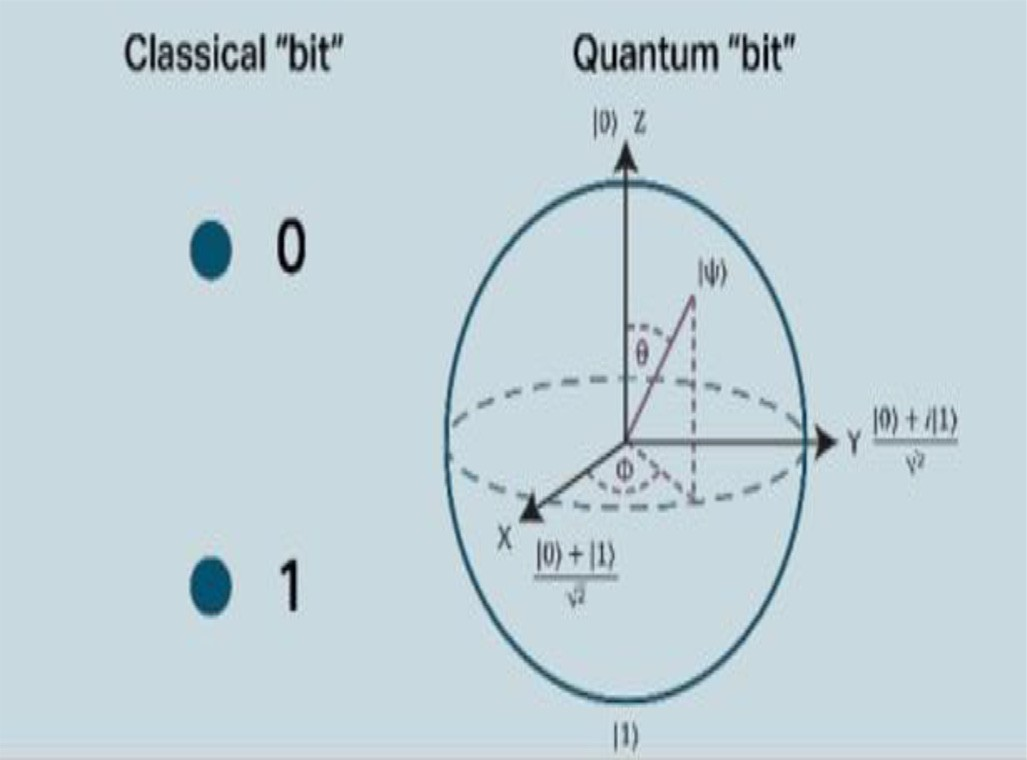 Classical “bit”
Quantum “bit”
|0⟩ Z
0
|ψ⟩
θ
Y |0⟩ + i|1⟩
√2
Φ
X
|0⟩ + |1⟩
√2
1
|1⟩